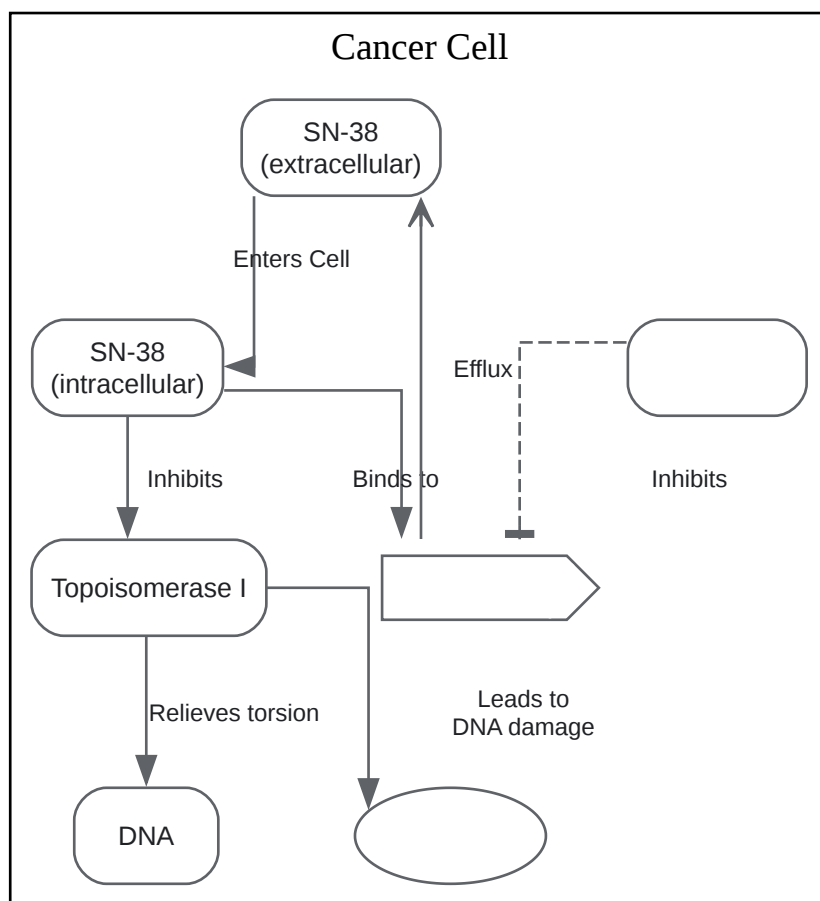 Cancer Cell
SN-38
(extracellular)
Enters Cell
SN-38
(intracellular)
Efflux
Inhibits
Binds to
Inhibits
Topoisomerase I
Relieves torsion
Leads to
DNA damage
DNA